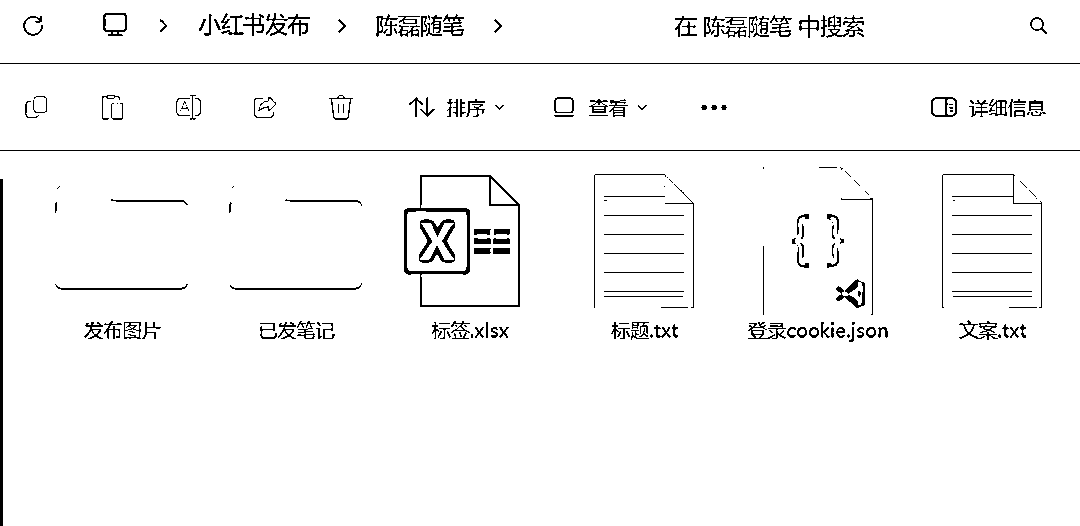 小红书发布 陈磊随笔 在 陈磊随笔 中搜索
排序 查看 详细信息
发布图片 已发笔记 标签.xlsx 标题.txt 登录cookie.json 文案.txt